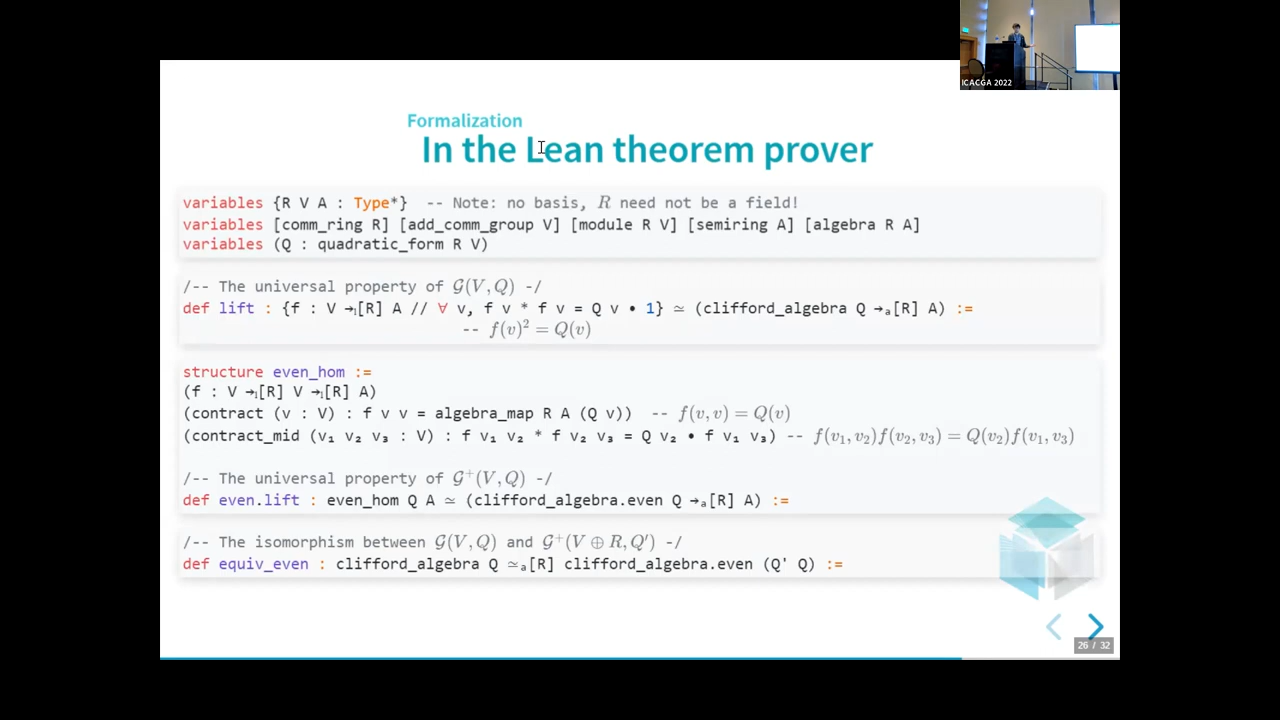 ICACGA 2022
Formalization
In the Lean theorem prover
variables {R V A : Type*} -- Note: no basis, R need not be a field!
variables [comm_ring R] [add_comm_group V] [module R V] [semiring A] [algebra R A]
variables (Q : quadratic_form R V)
/-- The universal property of 𝒢(V, Q) -/
def lift : {f : V →ₗ[R] A // ∀ v, f v * f v = Q v • 1} ≃ (clifford_algebra Q →ₐ[R] A) :=
-- f(v)² = Q(v)
structure even_hom :=
(f : V →ₗ[R] V →ₗ[R] A)
(contract (v : V) : f v v = algebra_map R A (Q v)) -- f(v, v) = Q(v)
(contract_mid (v₁ v₂ v₃ : V) : f v₁ v₂ * f v₂ v₃ = Q v₂ • f v₁ v₃) -- f(v₁, v₂)f(v₂, v₃) = Q(v₂)f(v₁, v₃)
/-- The universal property of 𝒢⁺(V, Q) -/
def even.lift : even_hom Q A ≃ (clifford_algebra.even Q →ₐ[R] A) :=
/-- The isomorphism between 𝒢(V, Q) and 𝒢⁺(V ⊕ R, Q′) -/
def equiv_even : clifford_algebra Q ≃ₐ[R] clifford_algebra.even (Q' Q) :=
26 / 32